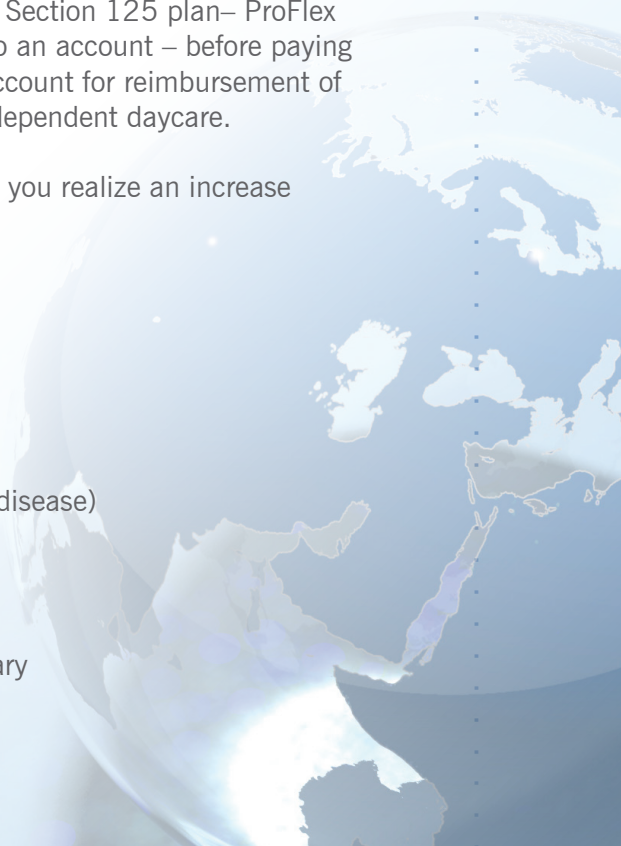 Section 125 plan– ProFlex
o an account – before paying
ccount for reimbursement of
dependent daycare.
you realize an increase
disease)
ary